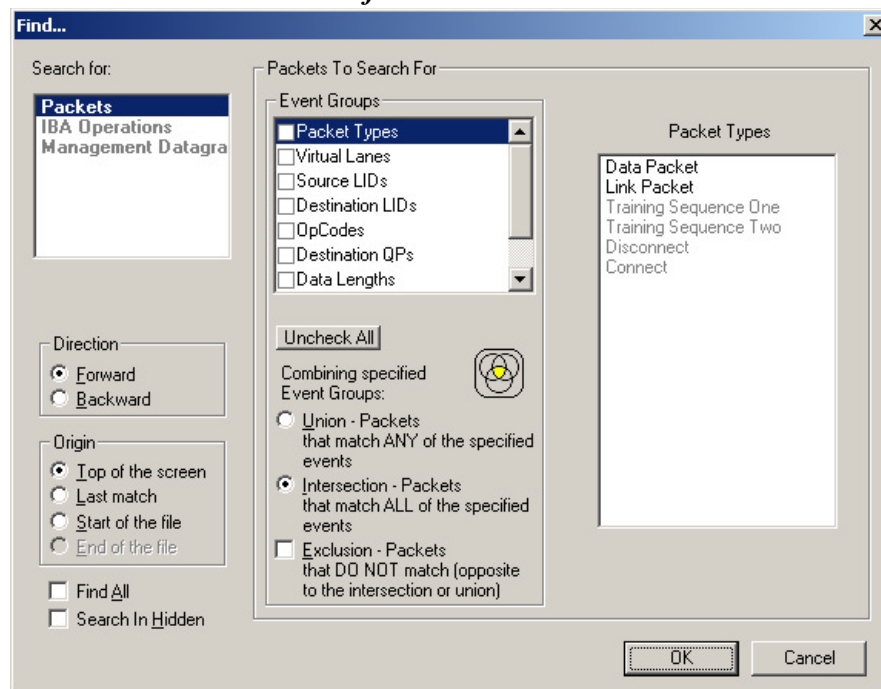 Find...
Search for:
Packets
IBA Operations
Management Datagra
Direction
Forward
Backward
Origin
Top of the screen
Last match
Start of the file
End of the file
Find All
Search In Hidden
Packets To Search For
Event Groups
Packet Types
Virtual Lanes
Source LIDs
Destination LIDs
OpCodes
Destination QPs
Data Lengths
Uncheck All
Combining specified
Event Groups:
Union - Packets
that match ANY of the specified
events
Intersection - Packets
that match ALL of the specified
events
Exclusion - Packets
that DO NOT match (opposite
to the intersection or union)
Packet Types
Data Packet
Link Packet
Training Sequence One
Training Sequence Two
Disconnect
Connect
OK
Cancel